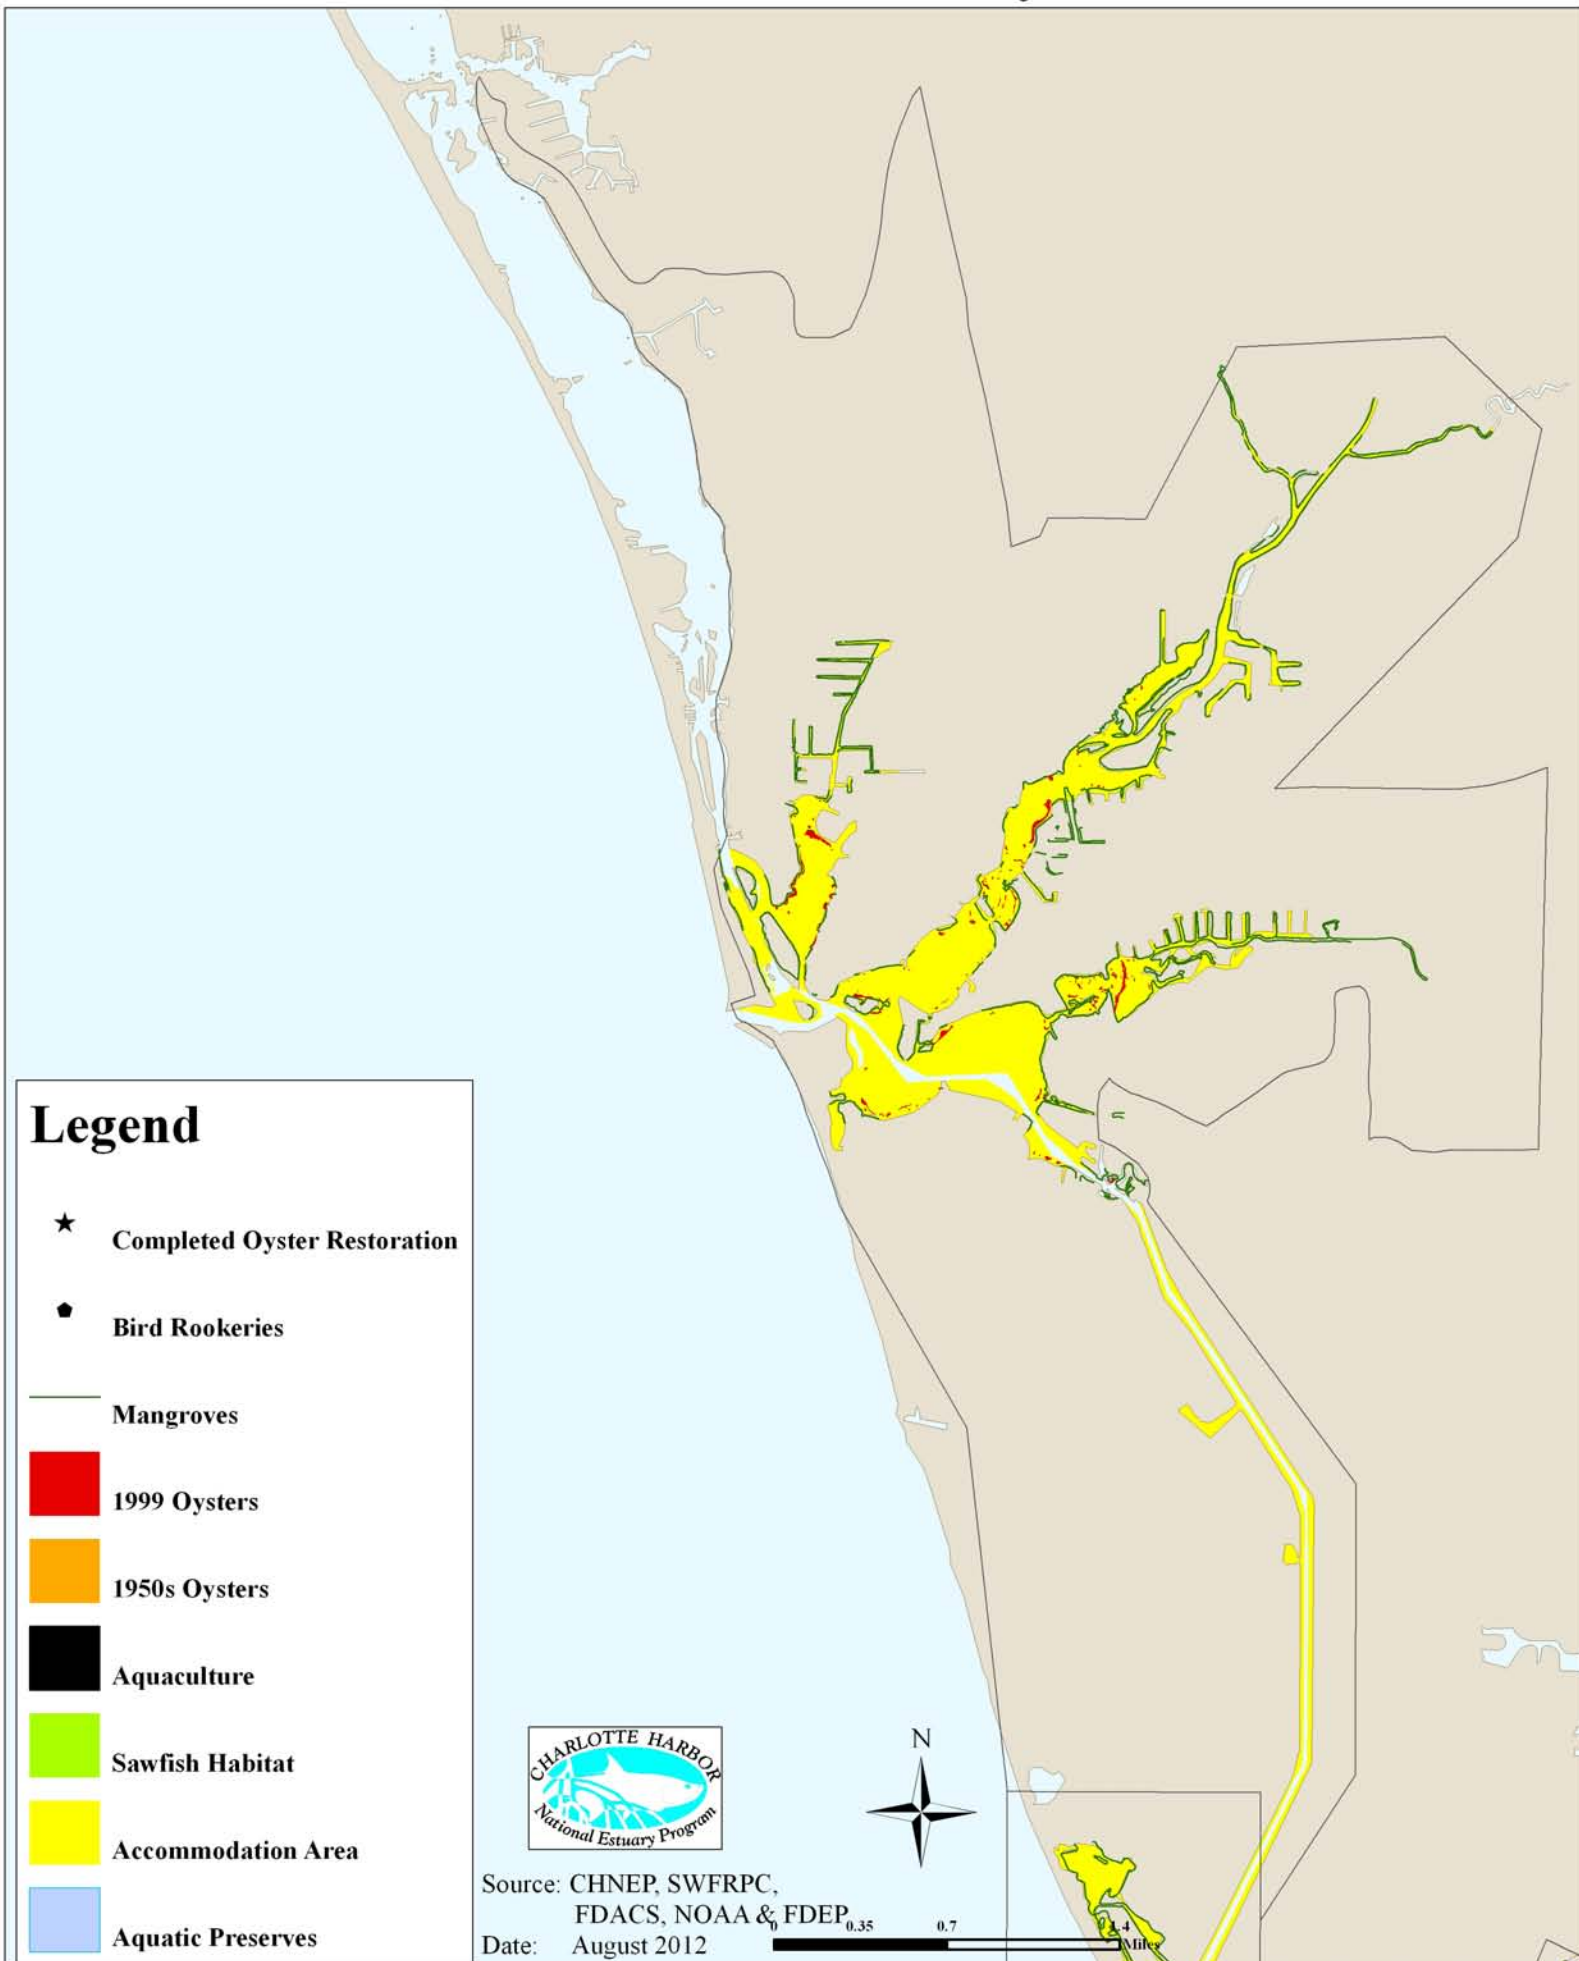 Legend
Completed Oyster Restoration
Bird Rookeries
Mangroves
1999 Oysters
1950s Oysters
Aquaculture
Sawfish Habitat
Accommodation Area
Aquatic Preserves
CHARLOTTE HARBOR
National Estuary Program
N
Source: CHNEP, SWFRPC,
FDACS, NOAA & FDEP
Date: August 2012
0 0.35 0.7 1.4
Miles